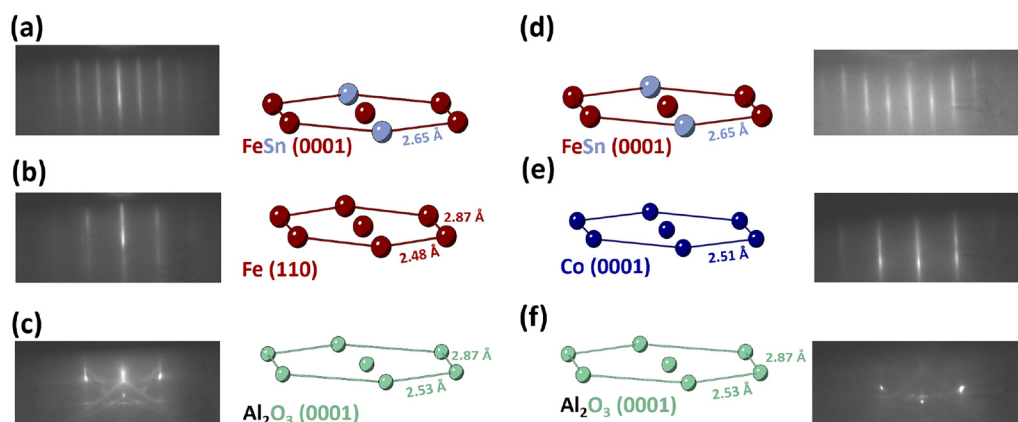 (a)
2.65 Å
FeSn (0001)
(b)
2.87 Å
2.48 Å
Fe (110)
(c)
2.87 Å
2.53 Å
Al₂O₃ (0001)
(d)
2.65 Å
FeSn (0001)
(e)
2.51 Å
Co (0001)
(f)
2.87 Å
2.53 Å
Al₂O₃ (0001)